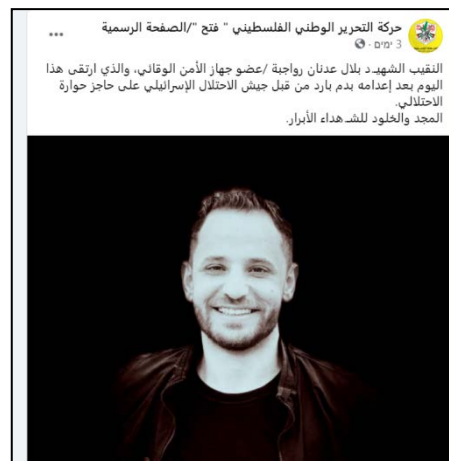 حركة التحرير الوطني الفلسطيني " فتح "/الصفحة الرسمية
3 ימים ·
النقيب الشهيـد بلال عدنان رواجبة /عضو جهاز الأمن الوقائي، والذي ارتقى هذا
اليوم بعد إعدامه بدم بارد من قبل جيش الاحتلال الإسرائيلي على حاجز حوارة
الاحتلالي.
المجد والخلود للشـهداء الأبرار.